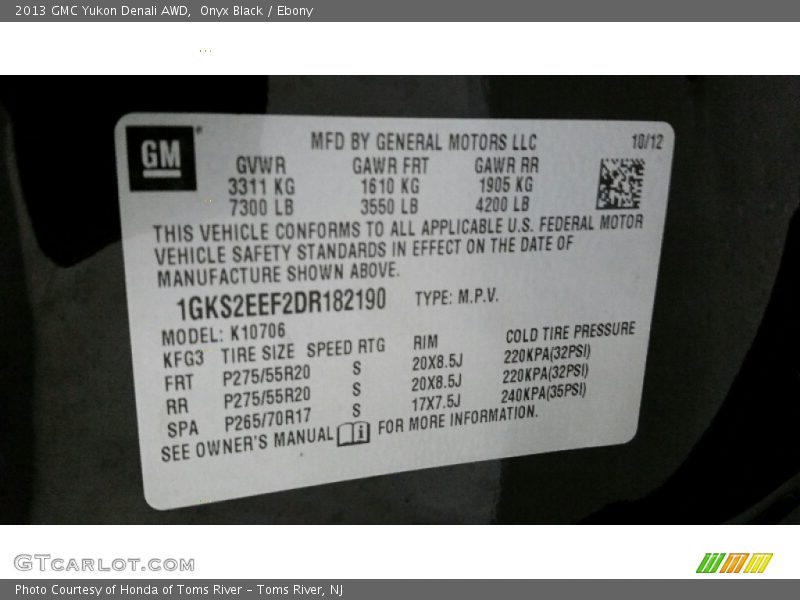 2013 GMC Yukon Denali AWD,  Onyx Black / Ebony
GM
MFD BY GENERAL MOTORS LLC 10/12
GVWR GAWR FRT GAWR RR
3311 KG 1610 KG 1905 KG
7300 LB 3550 LB 4200 LB
THIS VEHICLE CONFORMS TO ALL APPLICABLE U.S. FEDERAL MOTOR
VEHICLE SAFETY STANDARDS IN EFFECT ON THE DATE OF
MANUFACTURE SHOWN ABOVE.
1GKS2EEF2DR182190 TYPE: M.P.V.
MODEL: K10706
KFG3 TIRE SIZE SPEED RTG RIM COLD TIRE PRESSURE
FRT P275/55R20 S 20X8.5J 220KPA(32PSI)
RR P275/55R20 S 20X8.5J 220KPA(32PSI)
SPA P265/70R17 S 17X7.5J 240KPA(35PSI)
SEE OWNER'S MANUAL FOR MORE INFORMATION.
GTCARLOT.COM
Photo Courtesy of Honda of Toms River – Toms River, NJ